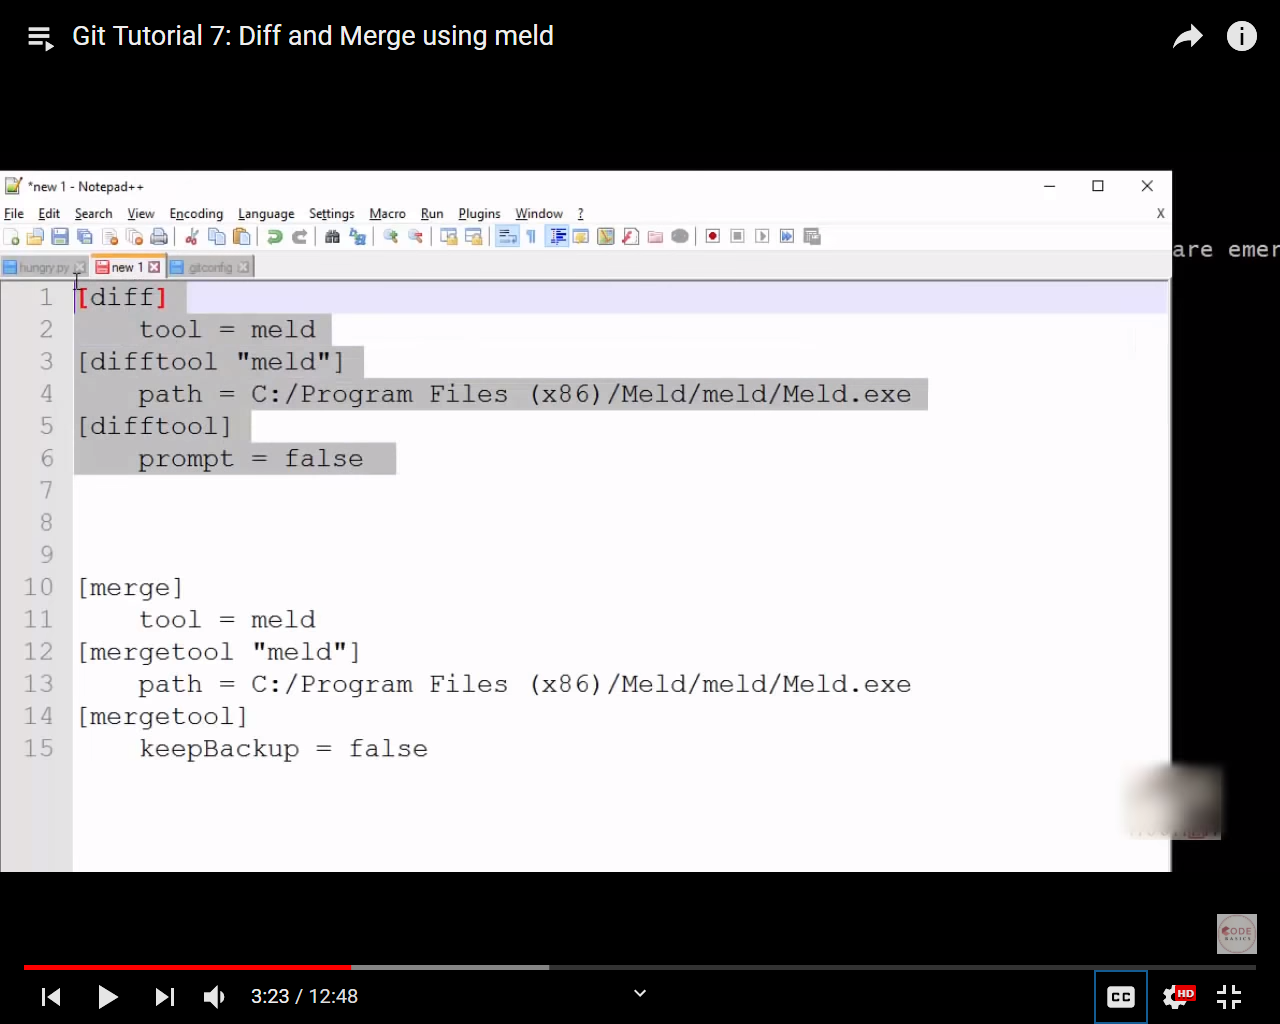 Git Tutorial 7: Diff and Merge using meld
*new 1 - Notepad++
File Edit Search View Encoding Language Settings Macro Run Plugins Window ? X
hungry.py new 1 .gitconfig
are emer
1 [diff]
2 tool = meld
3 [difftool "meld"]
4 path = C:/Program Files (x86)/Meld/meld/Meld.exe
5 [difftool]
6 prompt = false
7
8
9
10 [merge]
11 tool = meld
12 [mergetool "meld"]
13 path = C:/Program Files (x86)/Meld/meld/Meld.exe
14 [mergetool]
15 keepBackup = false
CODE
BASICS
3:23 / 12:48
CC
HD